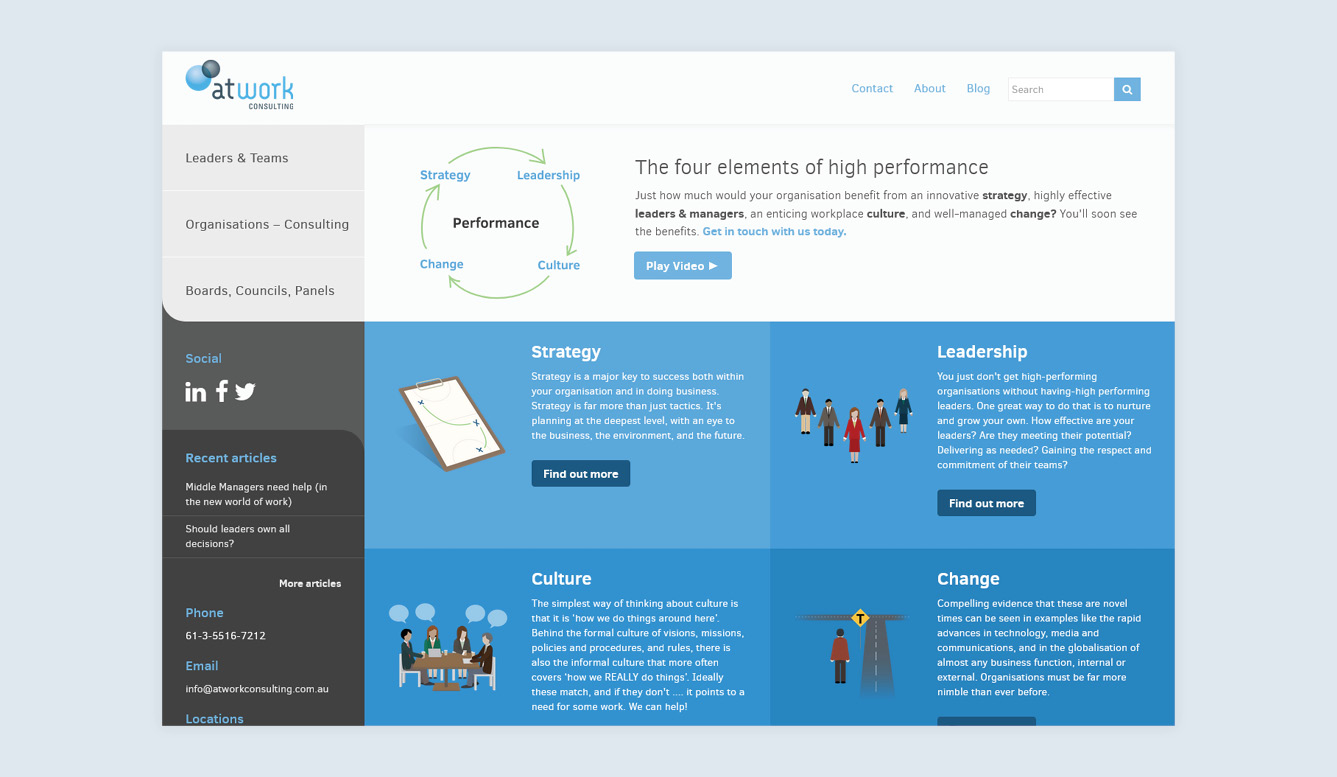 atwork
CONSULTING
Contact
About
Blog
Search
Leaders & Teams
Organisations – Consulting
Boards, Councils, Panels
Strategy
Leadership
Performance
Change
Culture
The four elements of high performance
Just how much would your organisation benefit from an innovative strategy, highly effective
leaders & managers, an enticing workplace culture, and well-managed change? You'll soon see
the benefits. Get in touch with us today.
Play Video
Social
Recent articles
Middle Managers need help (in
the new world of work)
Should leaders own all
decisions?
More articles
Phone
61-3-5516-7212
Email
info@atworkconsulting.com.au
Locations
Strategy
Strategy is a major key to success both within
your organisation and in doing business.
Strategy is far more than just tactics. It's
planning at the deepest level, with an eye to
the business, the environment, and the future.
Find out more
Leadership
You just don't get high-performing
organisations without having-high performing
leaders. One great way to do that is to nurture
and grow your own. How effective are your
leaders? Are they meeting their potential?
Delivering as needed? Gaining the respect and
commitment of their teams?
Find out more
Culture
The simplest way of thinking about culture is
that it is ‘how we do things around here’.
Behind the formal culture of visions, missions,
policies and procedures, and rules, there is
also the informal culture that more often
covers ‘how we REALLY do things’. Ideally
these match, and if they don't .... it points to a
need for some work. We can help!
Change
T
Compelling evidence that these are novel
times can be seen in examples like the rapid
advances in technology, media and
communications, and in the globalisation of
almost any business function, internal or
external. Organisations must be far more
nimble than ever before.